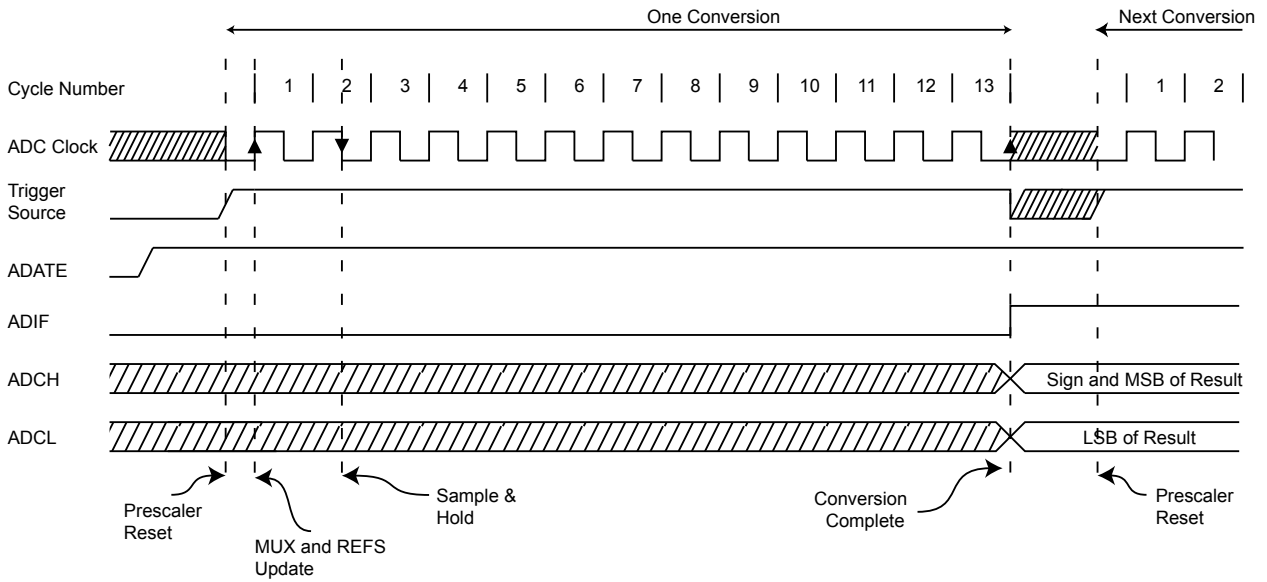 One Conversion
Next Conversion
Cycle Number
1 2 3 4 5 6 7 8 9 10 11 12 13 1 2
ADC Clock
Trigger
Source
ADATE
ADIF
ADCH
Sign and MSB of Result
ADCL
LSB of Result
Prescaler
Reset
MUX and REFS
Update
Sample &
Hold
Conversion
Complete
Prescaler
Reset